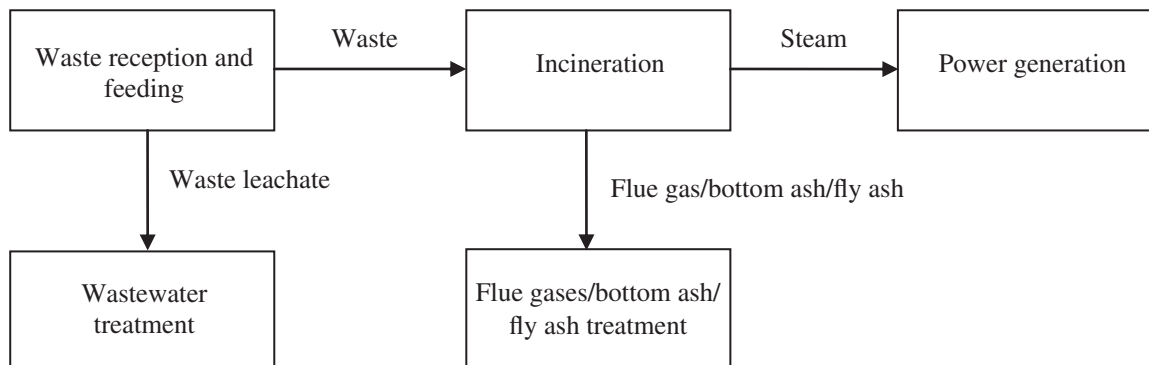 Waste reception and
feeding
Waste
Incineration
Steam
Power generation
Waste leachate
Flue gas/bottom ash/fly ash
Wastewater
treatment
Flue gases/bottom ash/
fly ash treatment